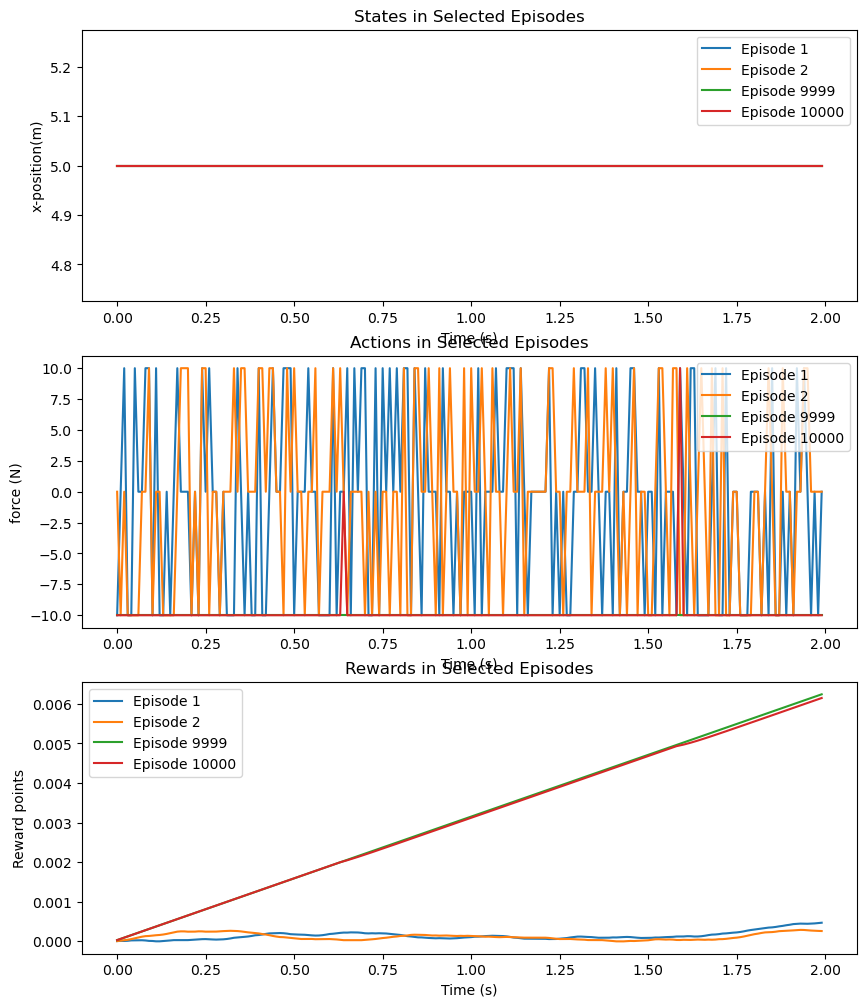 States in Selected Episodes
Episode 1
Episode 2
Episode 9999
Episode 10000
5.2
5.1
5.0
4.9
4.8
x-position(m)
0.00 0.25 0.50 0.75 1.00 1.25 1.50 1.75 2.00
Time (s)
Actions in Selected Episodes
Episode 1
Episode 2
Episode 9999
Episode 10000
10.0
7.5
5.0
2.5
0.0
−2.5
−5.0
−7.5
−10.0
force (N)
0.00 0.25 0.50 0.75 1.00 1.25 1.50 1.75 2.00
Time (s)
Rewards in Selected Episodes
Episode 1
Episode 2
Episode 9999
Episode 10000
0.006
0.005
0.004
0.003
0.002
0.001
0.000
Reward points
0.00 0.25 0.50 0.75 1.00 1.25 1.50 1.75 2.00
Time (s)